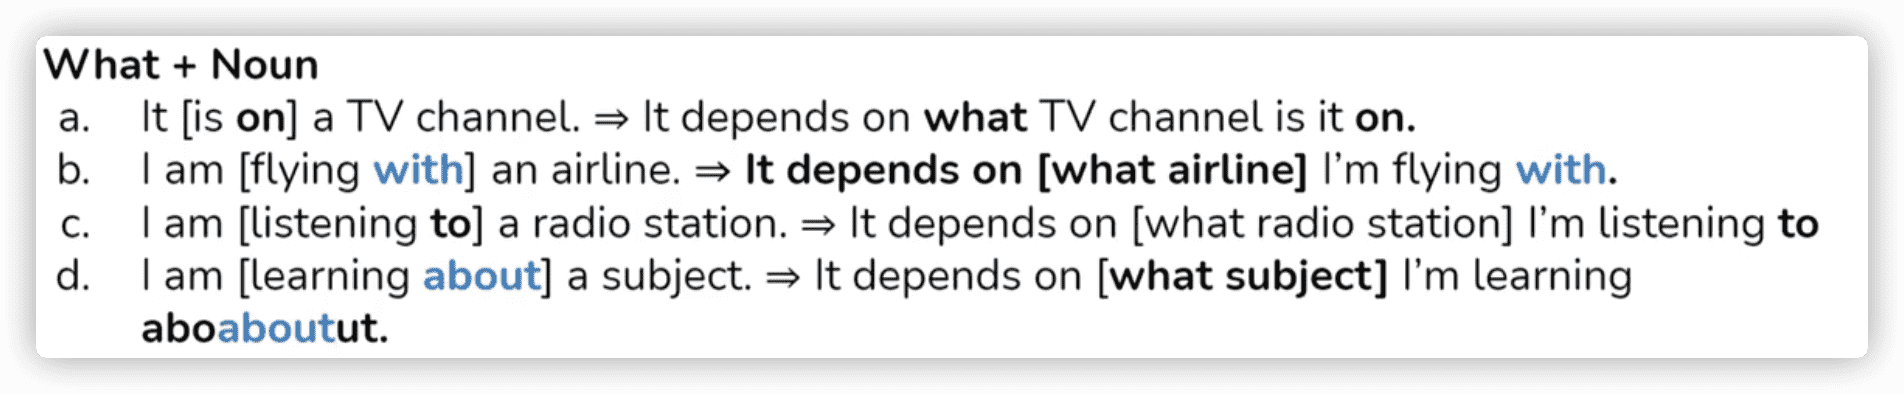 What + Noun
a. It [is on] a TV channel. ⇒ It depends on what TV channel is it on.
b. I am [flying with] an airline. ⇒ It depends on [what airline] I'm flying with.
c. I am [listening to] a radio station. ⇒ It depends on [what radio station] I'm listening to
d. I am [learning about] a subject. ⇒ It depends on [what subject] I'm learning
aboaboutut.